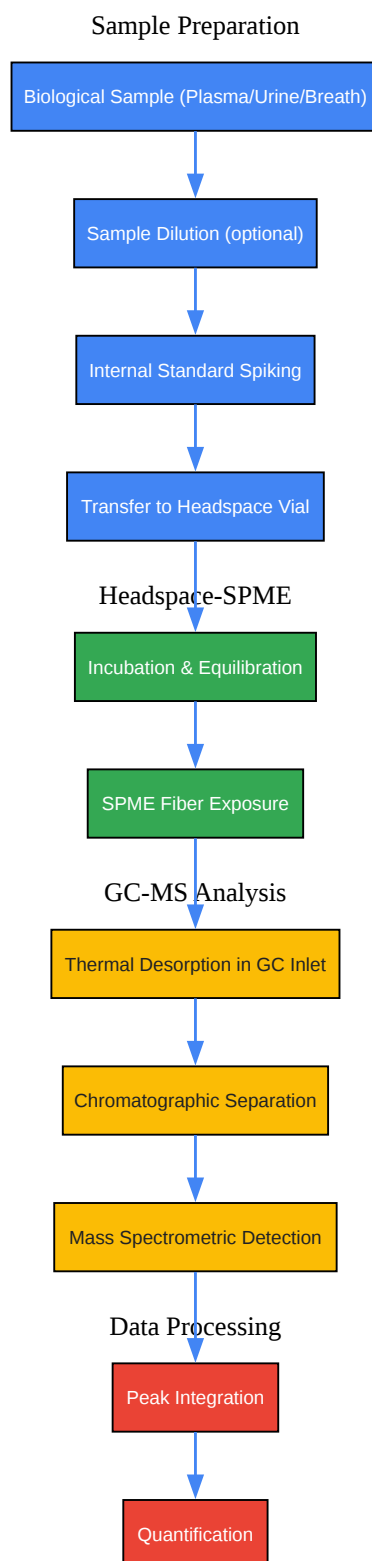 Sample Preparation
Biological Sample (Plasma/Urine/Breath)
Sample Dilution (optional)
Internal Standard Spiking
Transfer to Headspace Vial
Headspace-SPME
Incubation & Equilibration
SPME Fiber Exposure
GC-MS Analysis
Thermal Desorption in GC Inlet
Chromatographic Separation
Mass Spectrometric Detection
Data Processing
Peak Integration
Quantification